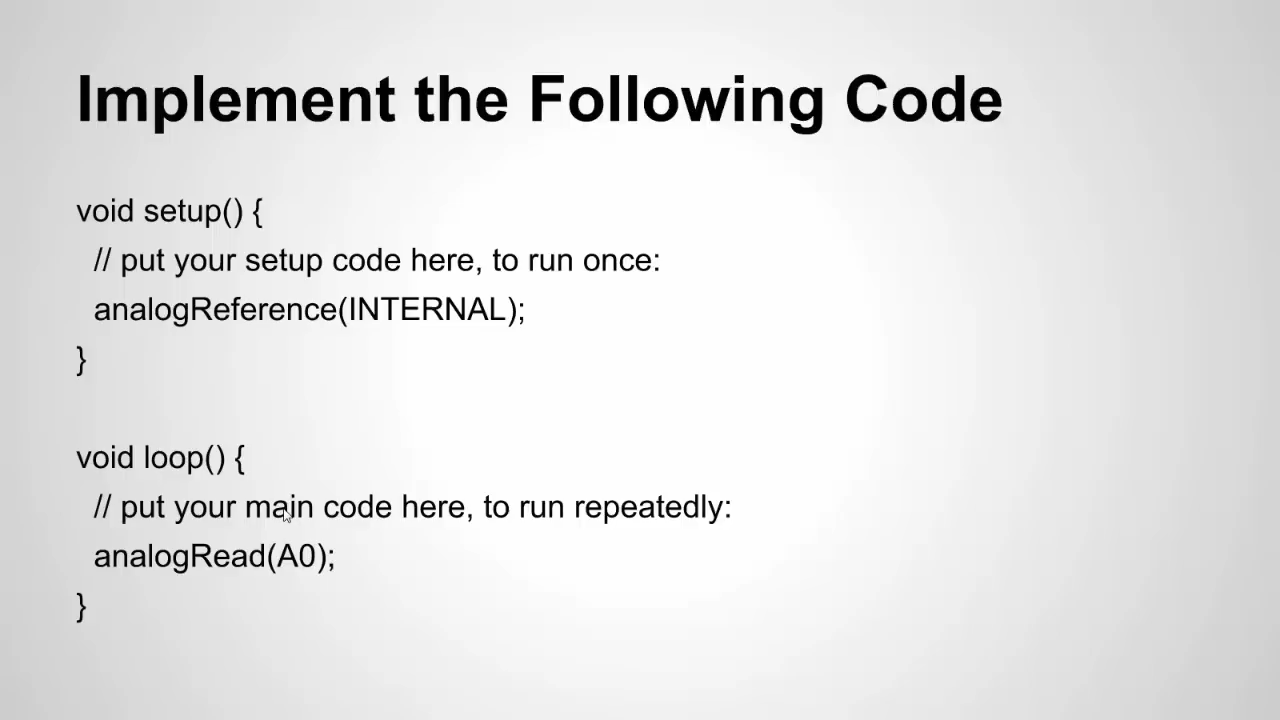 Implement the Following Code
void setup() {
// put your setup code here, to run once:
analogReference(INTERNAL);
}
void loop() {
// put your main code here, to run repeatedly:
analogRead(A0);
}